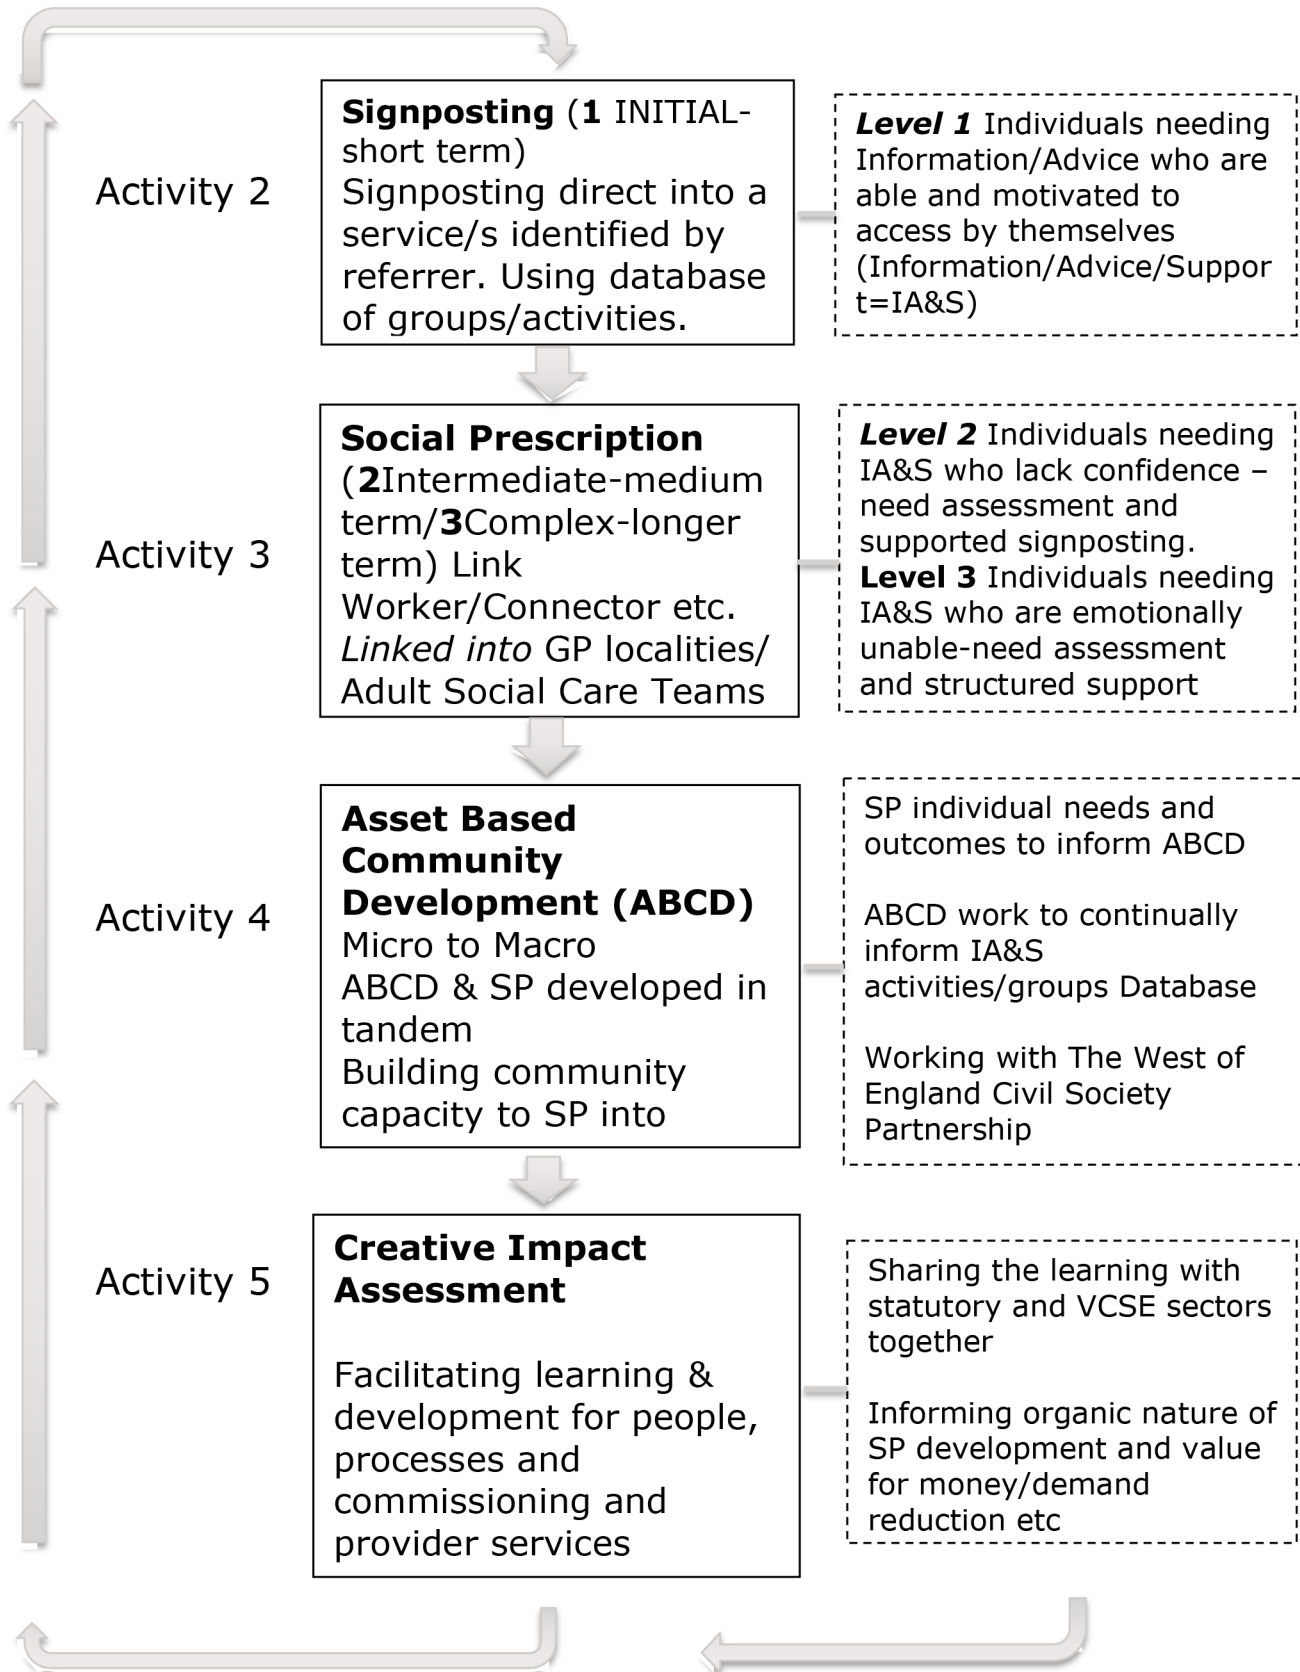 Activity 2
Signposting (1 INITIAL-
short term)
Signposting direct into a
service/s identified by
referrer. Using database
of groups/activities.
Level 1 Individuals needing
Information/Advice who are
able and motivated to
access by themselves
(Information/Advice/Suppor
t=IA&S)
Activity 3
Social Prescription
(2Intermediate-medium
term/3Complex-longer
term) Link
Worker/Connector etc.
Linked into GP localities/
Adult Social Care Teams
Level 2 Individuals needing
IA&S who lack confidence –
need assessment and
supported signposting.
Level 3 Individuals needing
IA&S who are emotionally
unable-need assessment
and structured support
Activity 4
Asset Based
Community
Development (ABCD)
Micro to Macro
ABCD & SP developed in
tandem
Building community
capacity to SP into
SP individual needs and
outcomes to inform ABCD
ABCD work to continually
inform IA&S
activities/groups Database
Working with The West of
England Civil Society
Partnership
Activity 5
Creative Impact
Assessment
Facilitating learning &
development for people,
processes and
commissioning and
provider services
Sharing the learning with
statutory and VCSE sectors
together
Informing organic nature of
SP development and value
for money/demand
reduction etc